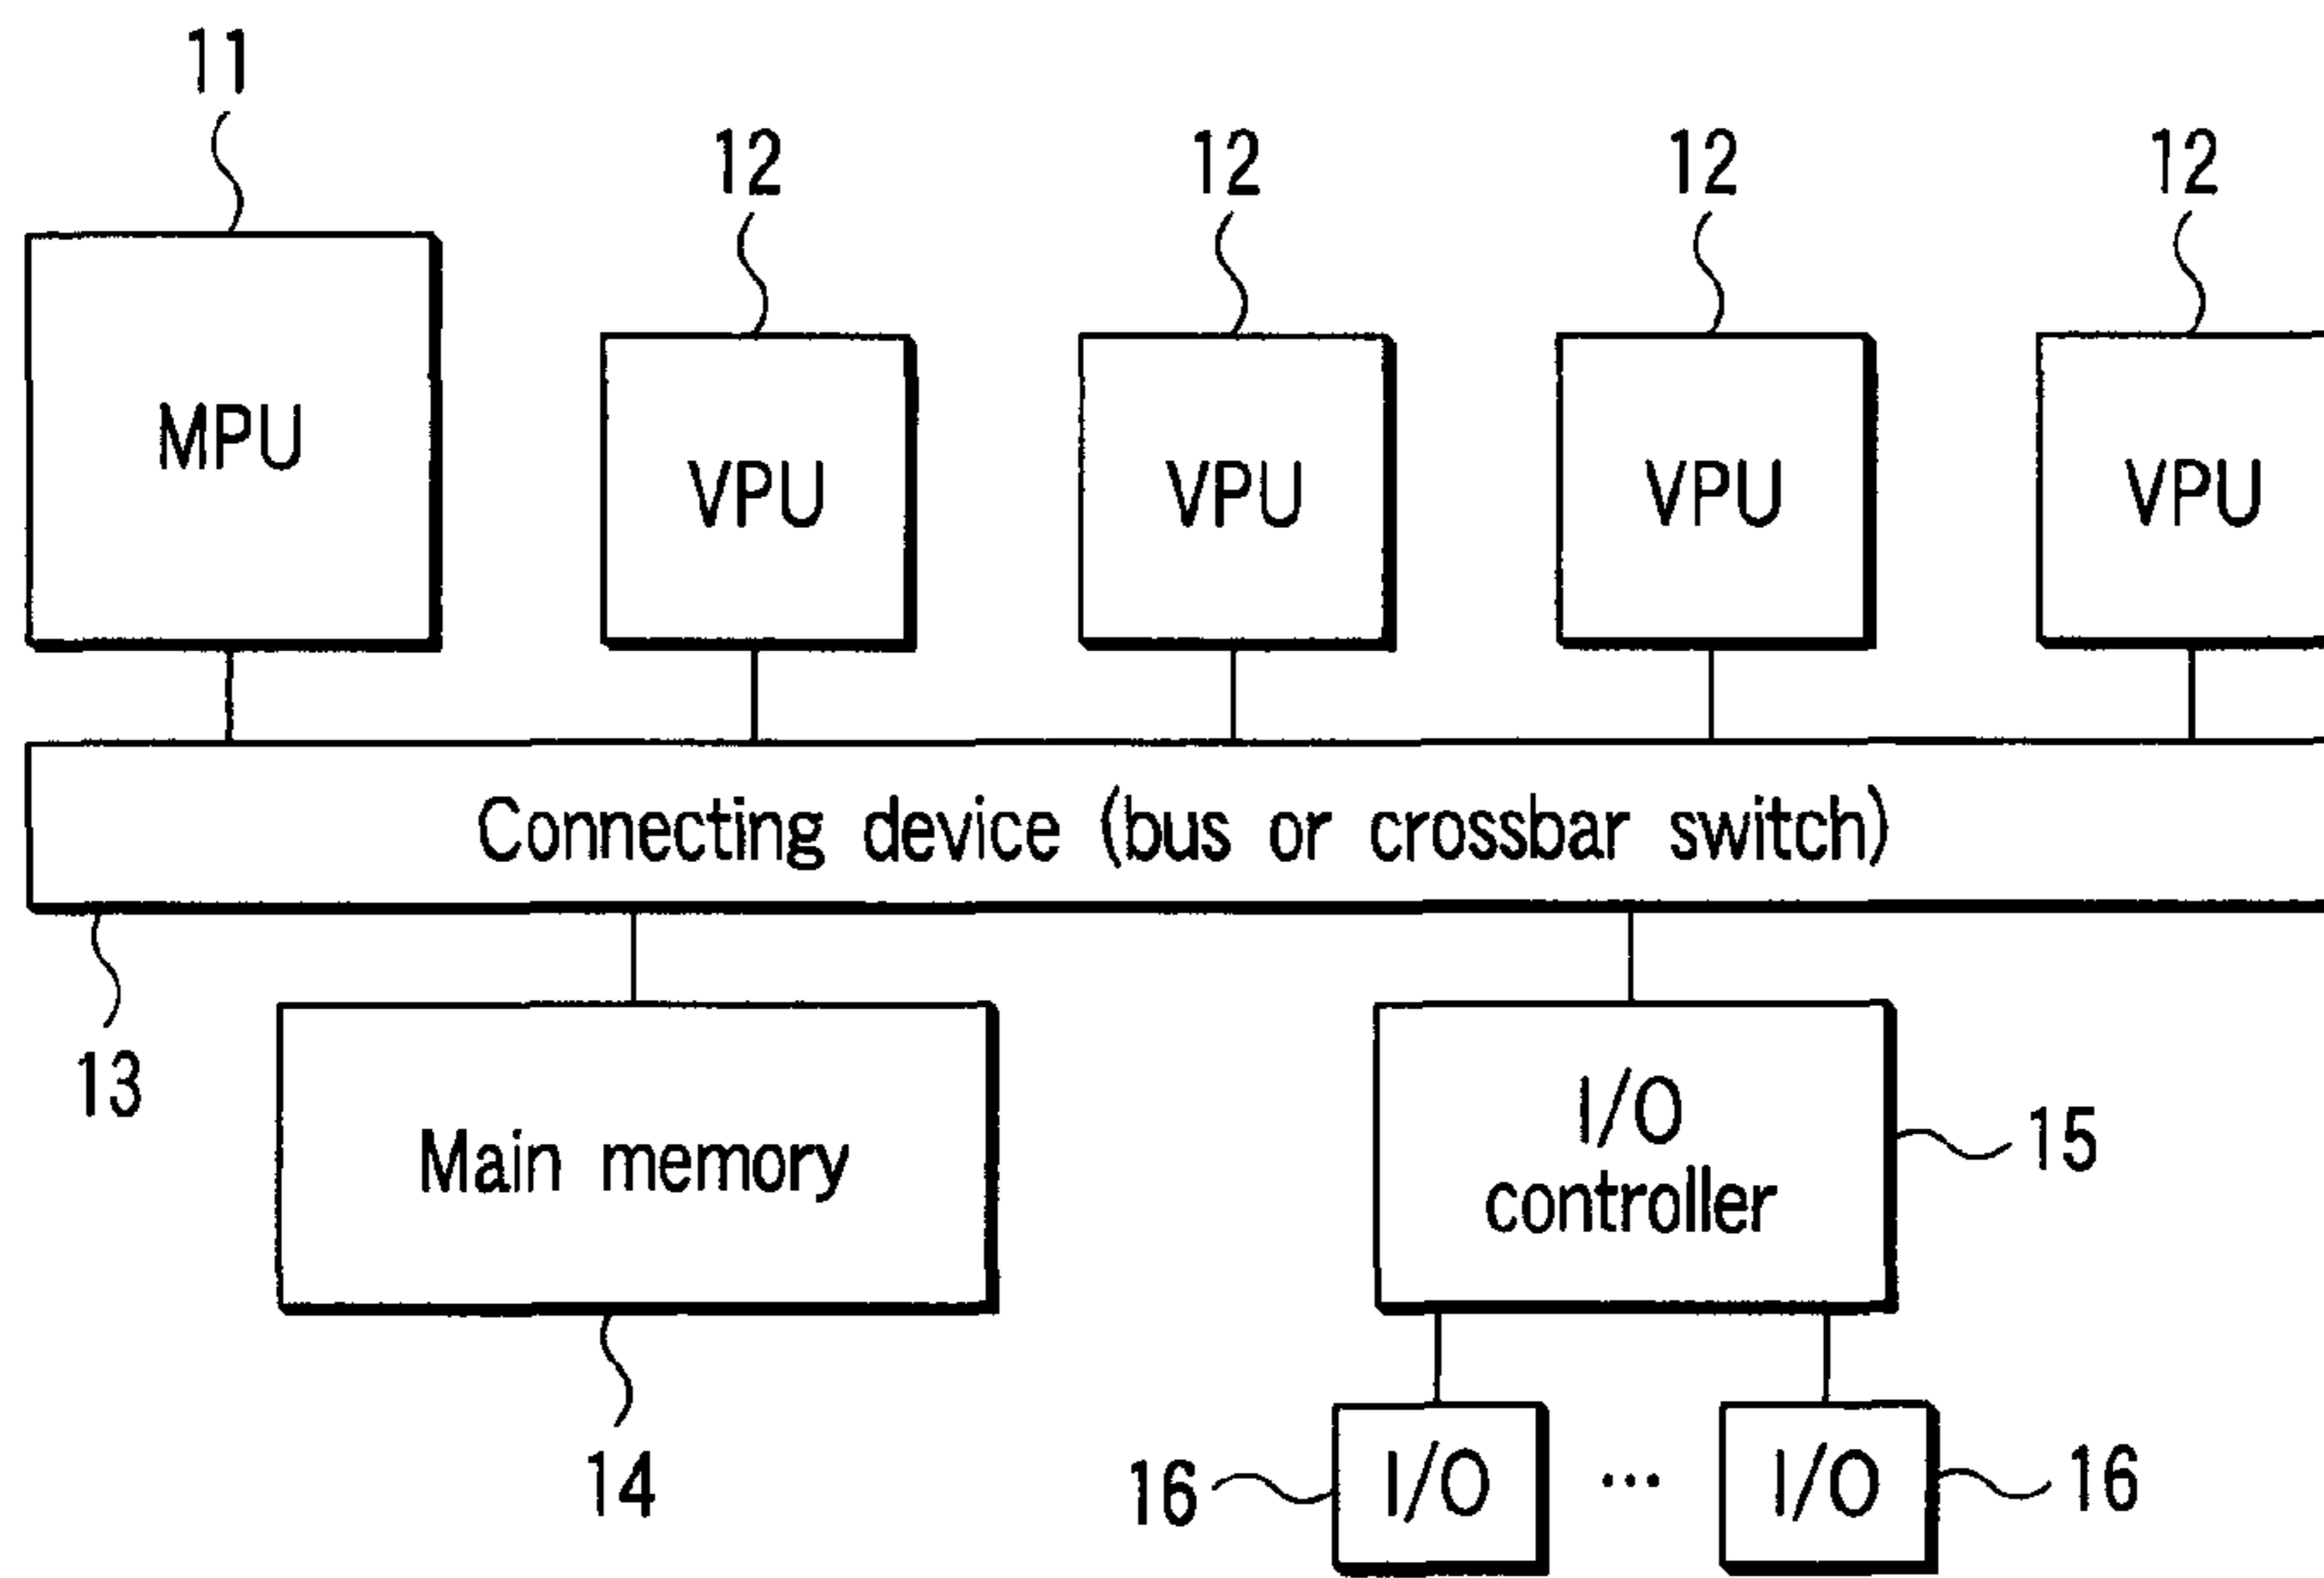 11
12 12 12 12
MPU VPU VPU VPU VPU
Connecting device (bus or crossbar switch)
13
Main memory
14
I/O
controller
15
16 I/O ... I/O 16